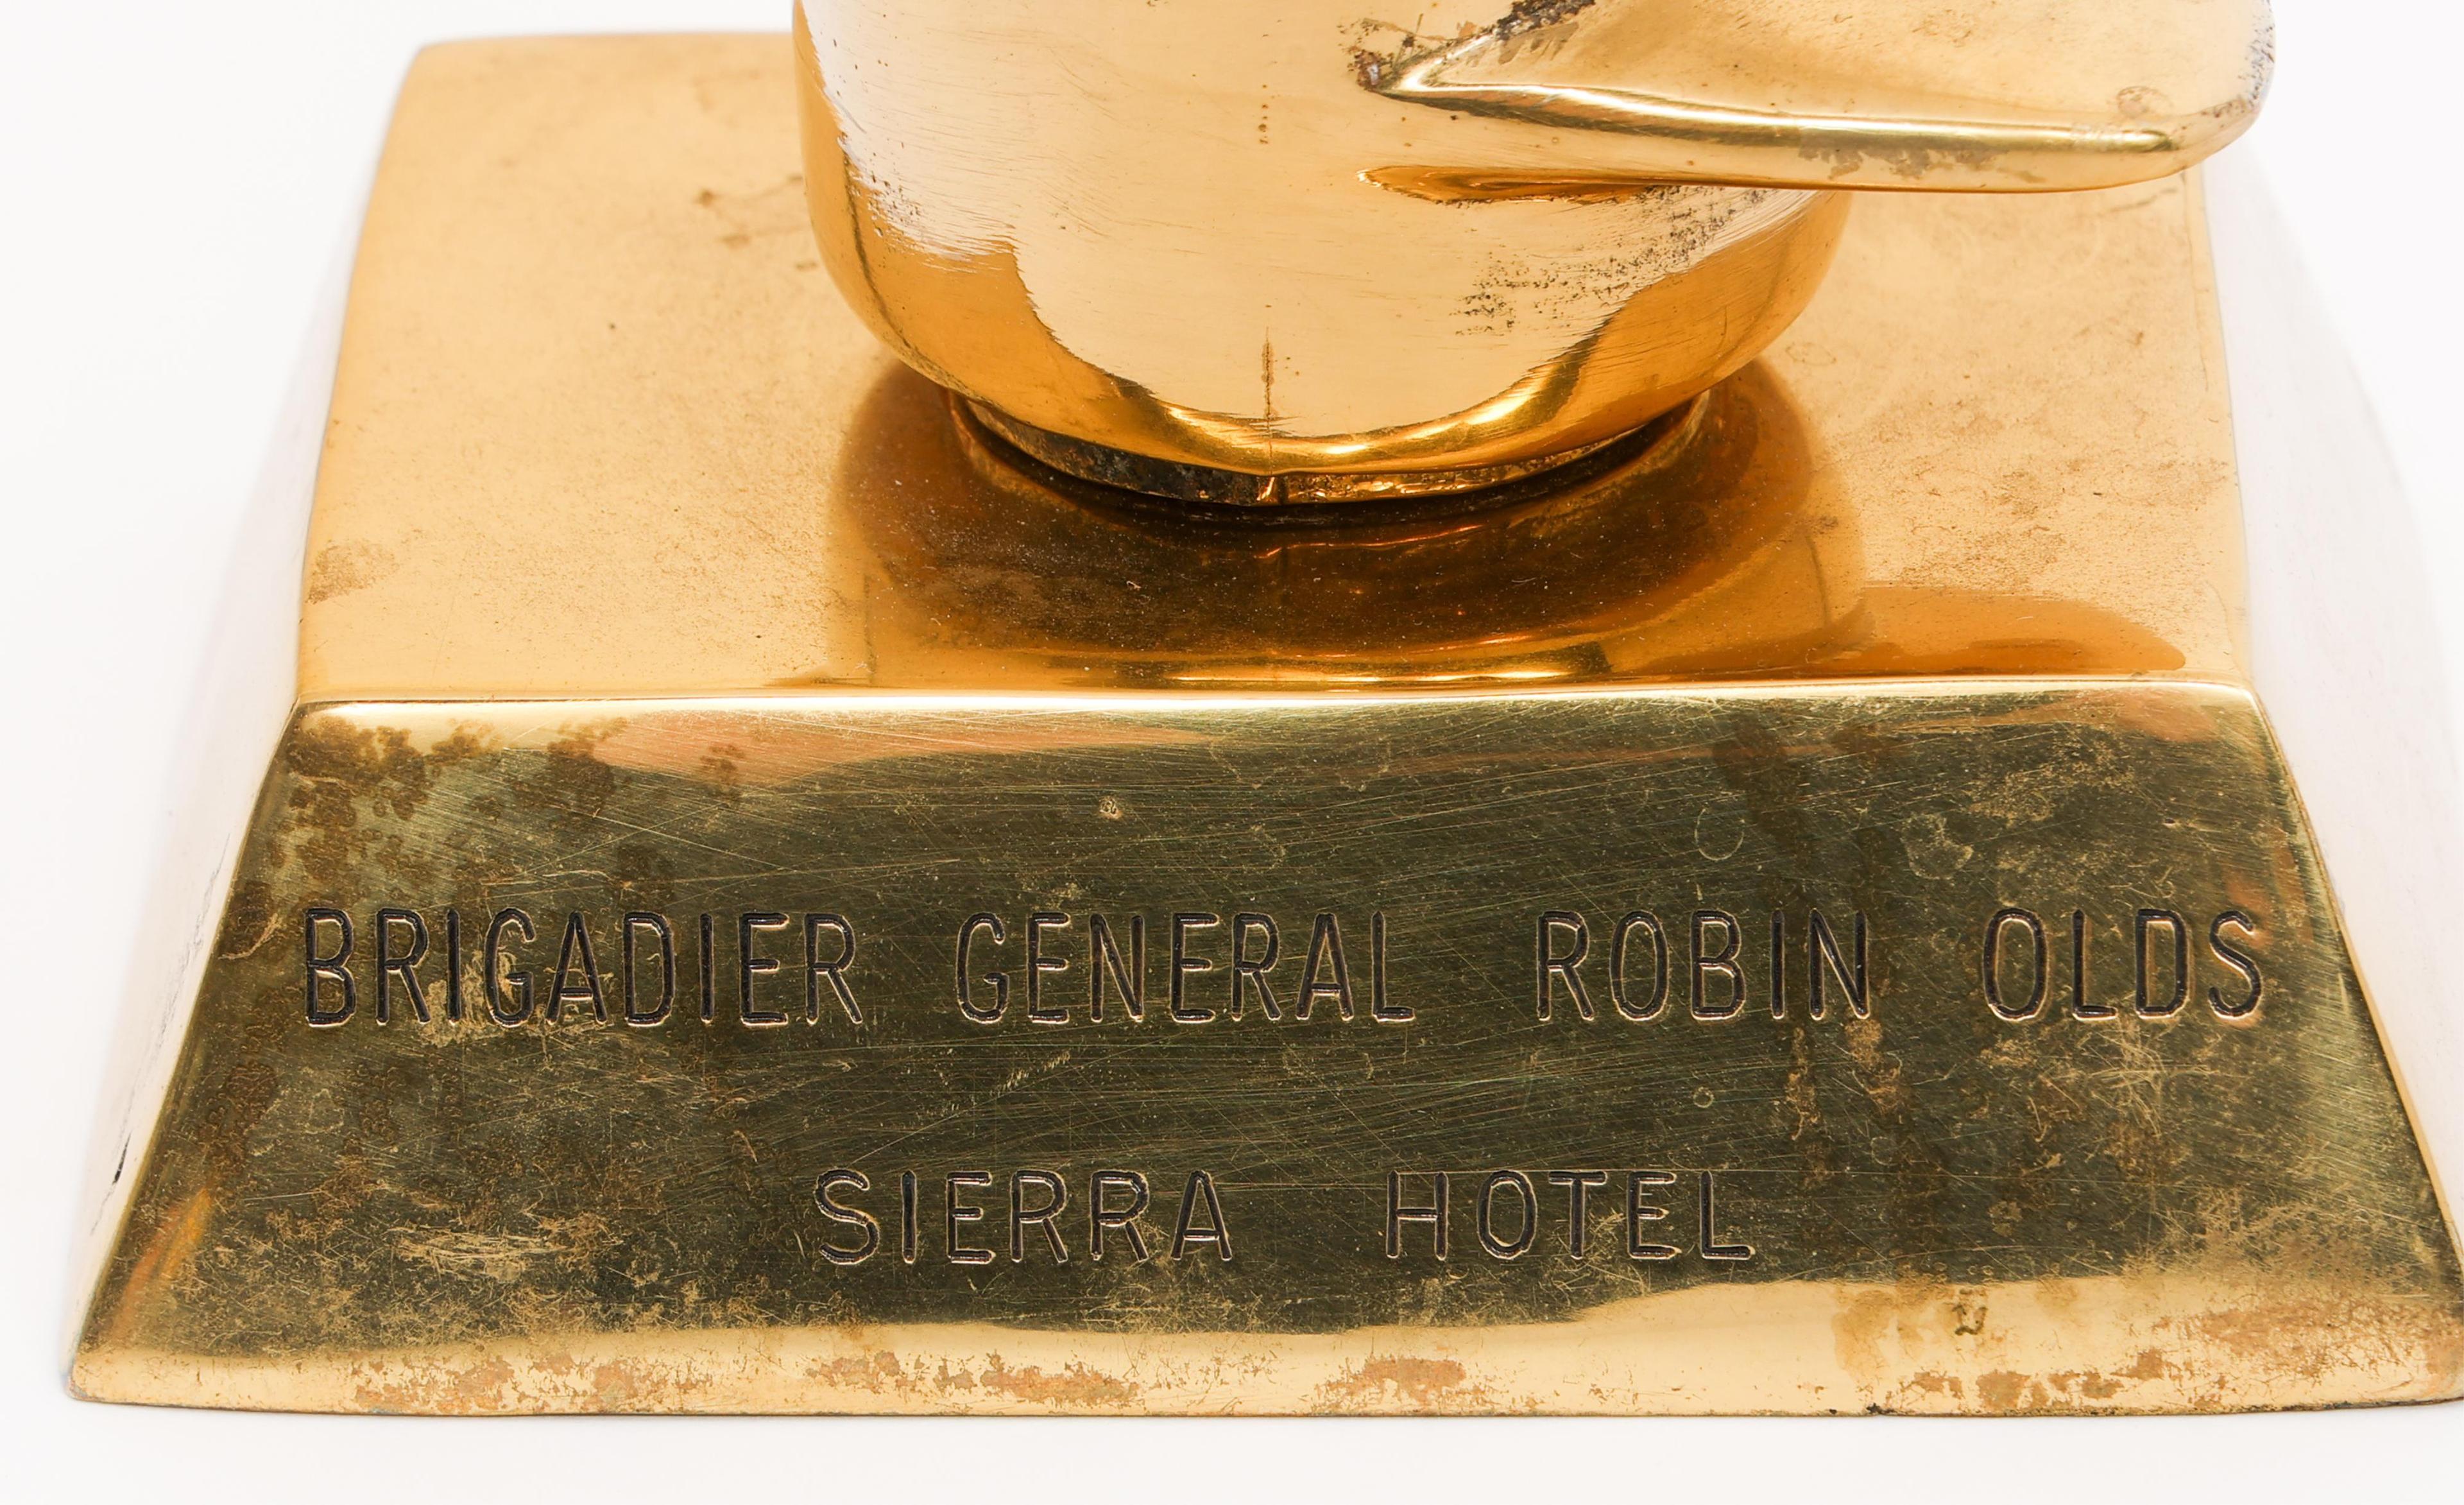 BRIGADIER GENERAL ROBIN OLDS
SIERRA HOTEL